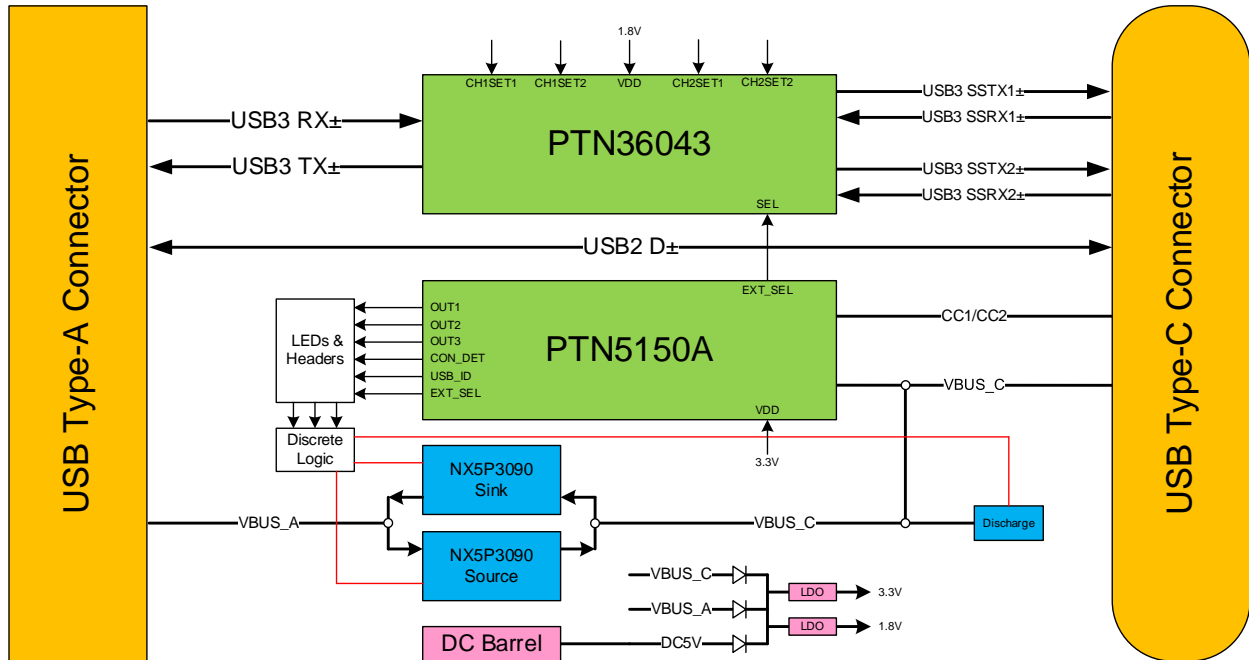 1.8V
CH1SET1
CH1SET2
VDD
CH2SET1
CH2SET2
USB3 SSTX1±
USB3 RX±
USB3 SSRX1±
PTN36043
USB3 TX±
USB3 SSTX2±
USB3 SSRX2±
SEL
USB2 D±
USB Type-A Connector
USB Type-C Connector
EXT_SEL
OUT1
OUT2
OUT3
CON_DET
USB_ID
EXT_SEL
LEDs &
Headers
PTN5150A
CC1/CC2
VBUS_C
VDD
3.3V
Discrete
Logic
NX5P3090
Sink
VBUS_A
VBUS_C
Discharge
NX5P3090
Source
VBUS_C
LDO
3.3V
VBUS_A
LDO
1.8V
DC Barrel
DC5V